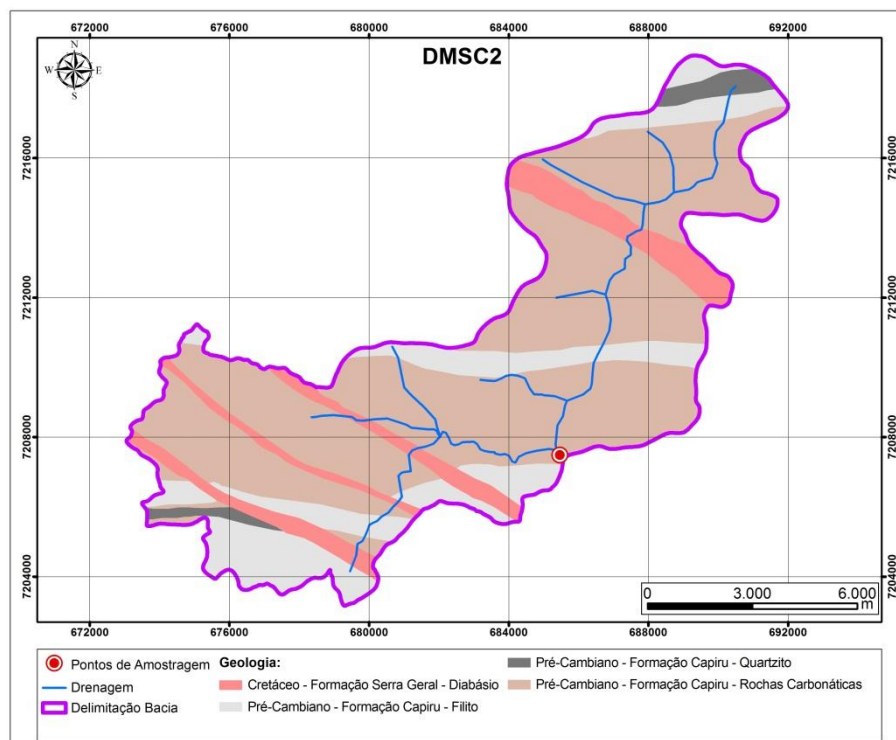 672000 676000 680000 684000 688000 692000
DMSC2
N
W E
S
7216000 7216000
7212000 7212000
7208000 7208000
7204000 7204000
0 3.000 6.000
m
672000 676000 680000 684000 688000 692000
Pontos de Amostragem
Drenagem
Delimitação Bacia
Geologia:
Cretáceo - Formação Serra Geral - Diabásio
Pré-Cambiano - Formação Capiru - Filito
Pré-Cambiano - Formação Capiru - Quartzito
Pré-Cambiano - Formação Capiru - Rochas Carbonáticas